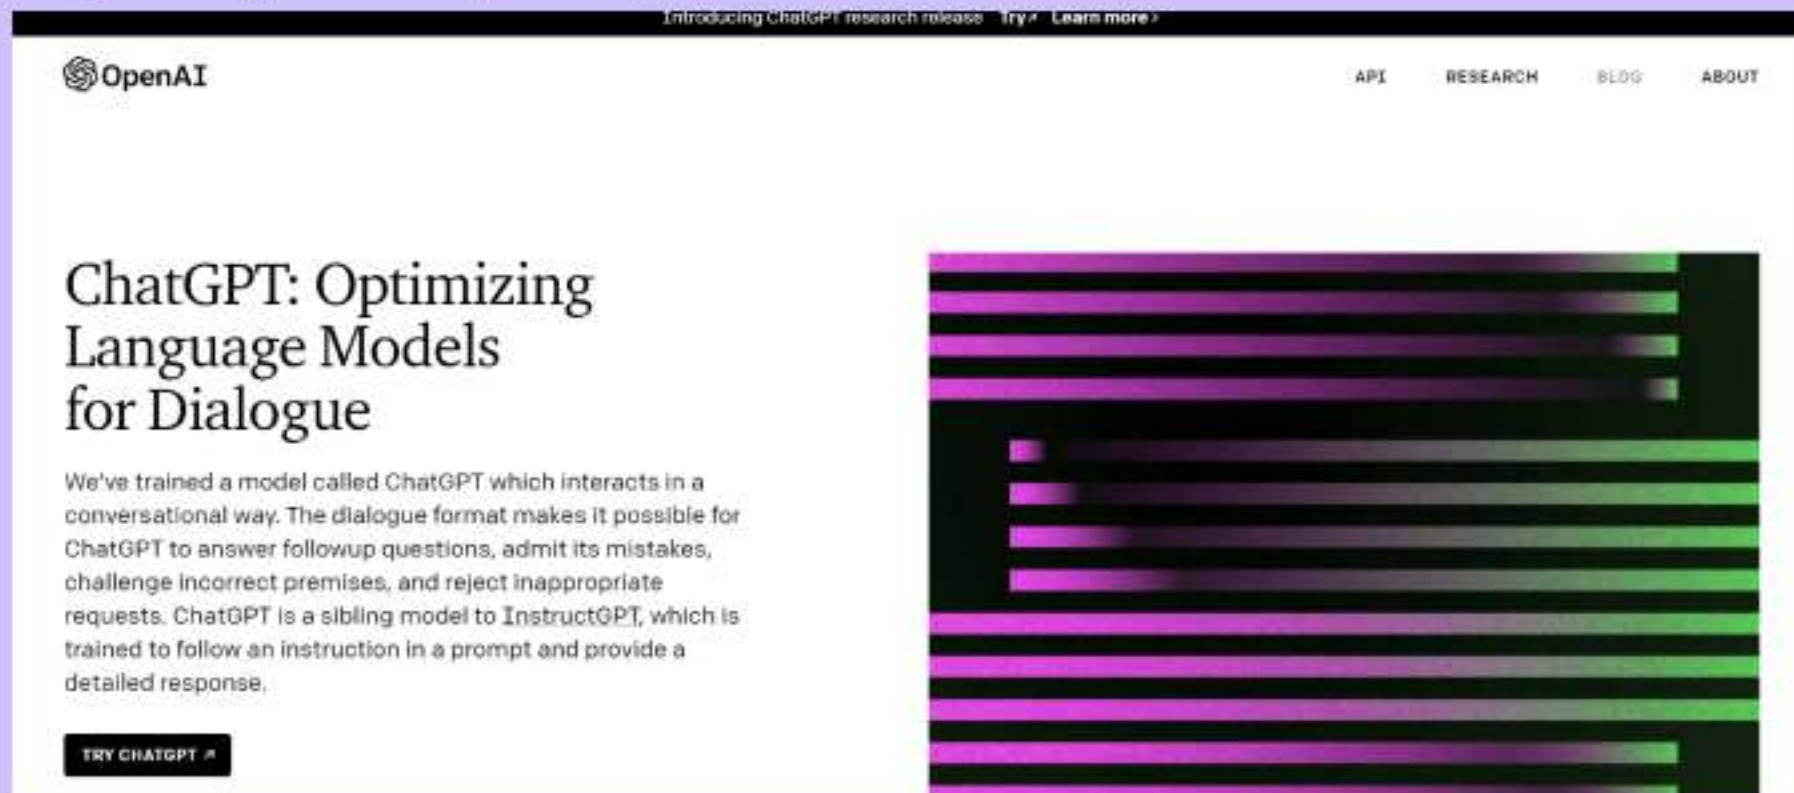 Introducing ChatGPT research release Try↗ Learn more›
OpenAI
API RESEARCH BLOG ABOUT
ChatGPT: Optimizing
Language Models
for Dialogue
We've trained a model called ChatGPT which interacts in a
conversational way. The dialogue format makes it possible for
ChatGPT to answer followup questions, admit its mistakes,
challenge incorrect premises, and reject inappropriate
requests. ChatGPT is a sibling model to InstructGPT, which is
trained to follow an instruction in a prompt and provide a
detailed response.
TRY CHATGPT ↗